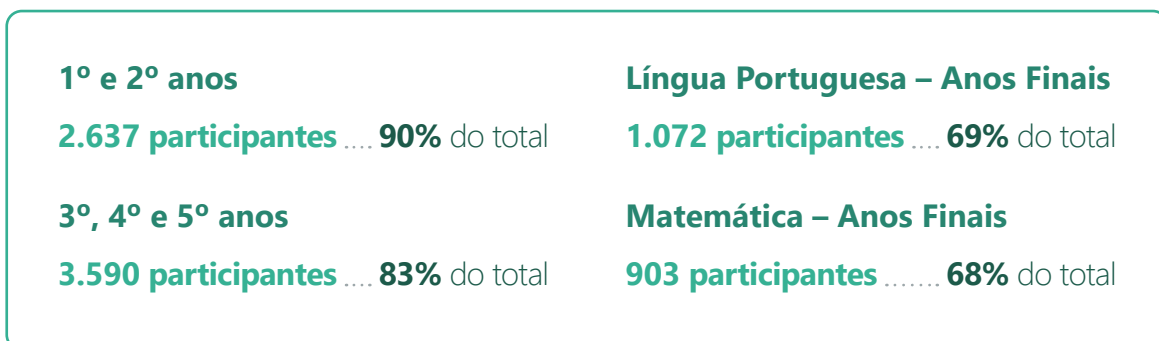 1º e 2º anos
2.637 participantes .... 90% do total
3º, 4º e 5º anos
3.590 participantes .... 83% do total
Língua Portuguesa – Anos Finais
1.072 participantes .... 69% do total
Matemática – Anos Finais
903 participantes ....... 68% do total